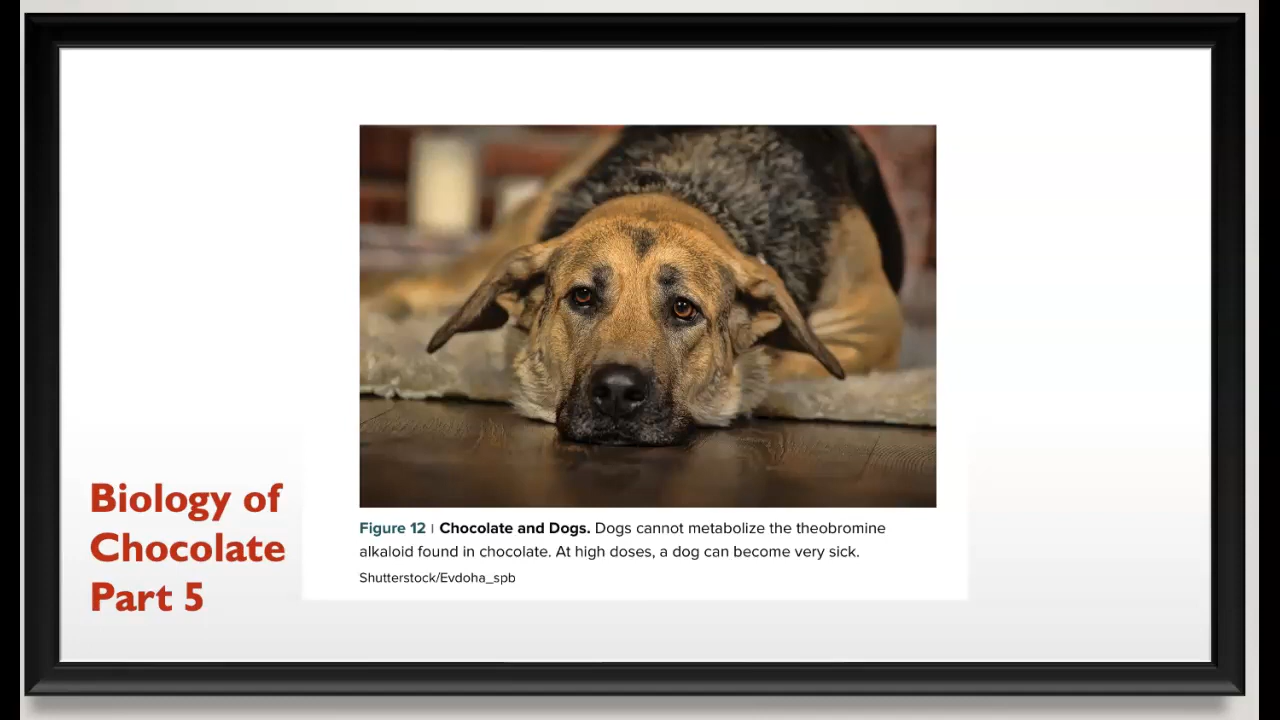 Biology of
Chocolate
Part 5
Figure 12 | Chocolate and Dogs. Dogs cannot metabolize the theobromine
alkaloid found in chocolate. At high doses, a dog can become very sick.
Shutterstock/Evdoha_spb